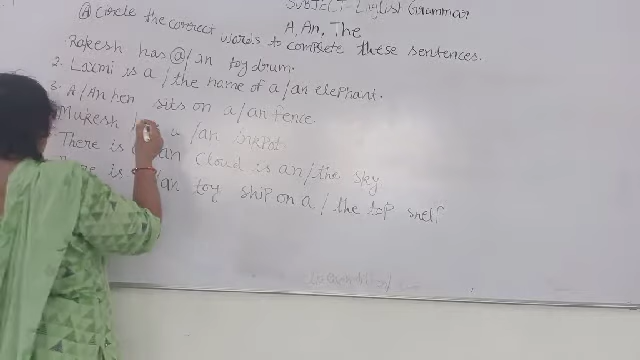 Subject - English Grammar
A, An, The
Ⓐ Circle the correct words to complete these sentences.
Rakesh has ⓐ / an toy drum.
2. Laxmi is a / the name of a / an elephant.
3. A / An hen sits on a / an fence.
Mukesh a / an inkpot
There is an cloud is an / the sky
is toy ship on a / the top shelf